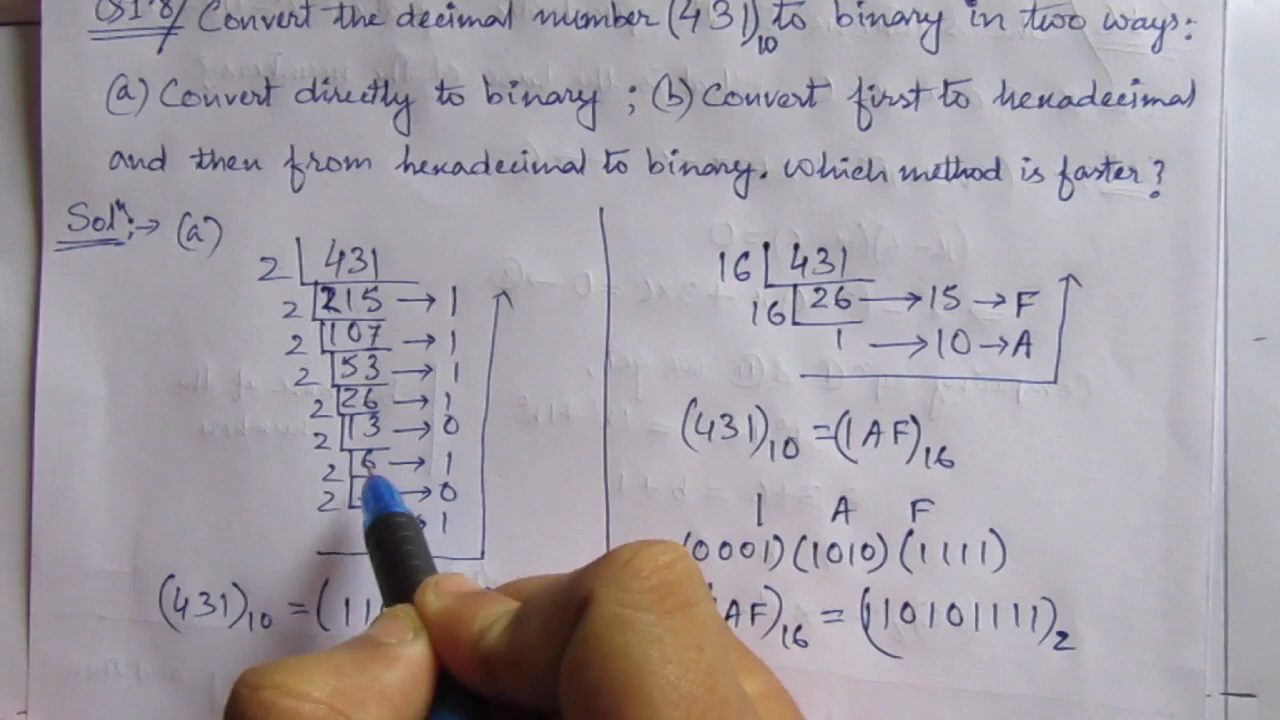 Q1.8/ Convert the decimal number (431)10 to binary in two ways:
(a) Convert directly to binary ; (b) Convert first to hexadecimal
and then from hexadecimal to binary. Which method is faster?
Solⁿ:→ (a)
2 431
2 215 → 1
2 107 → 1
2 53 → 1
2 26 → 1
2 13 → 0
2 6 → 1
2 → 0
1
(431)10 = (11
16 431
16 26 → 15 → F
1 → 10 → A
(431)10 = (1AF)16
1 A F
(0001)(1010)(1111)
AF)16 = (110101111)2